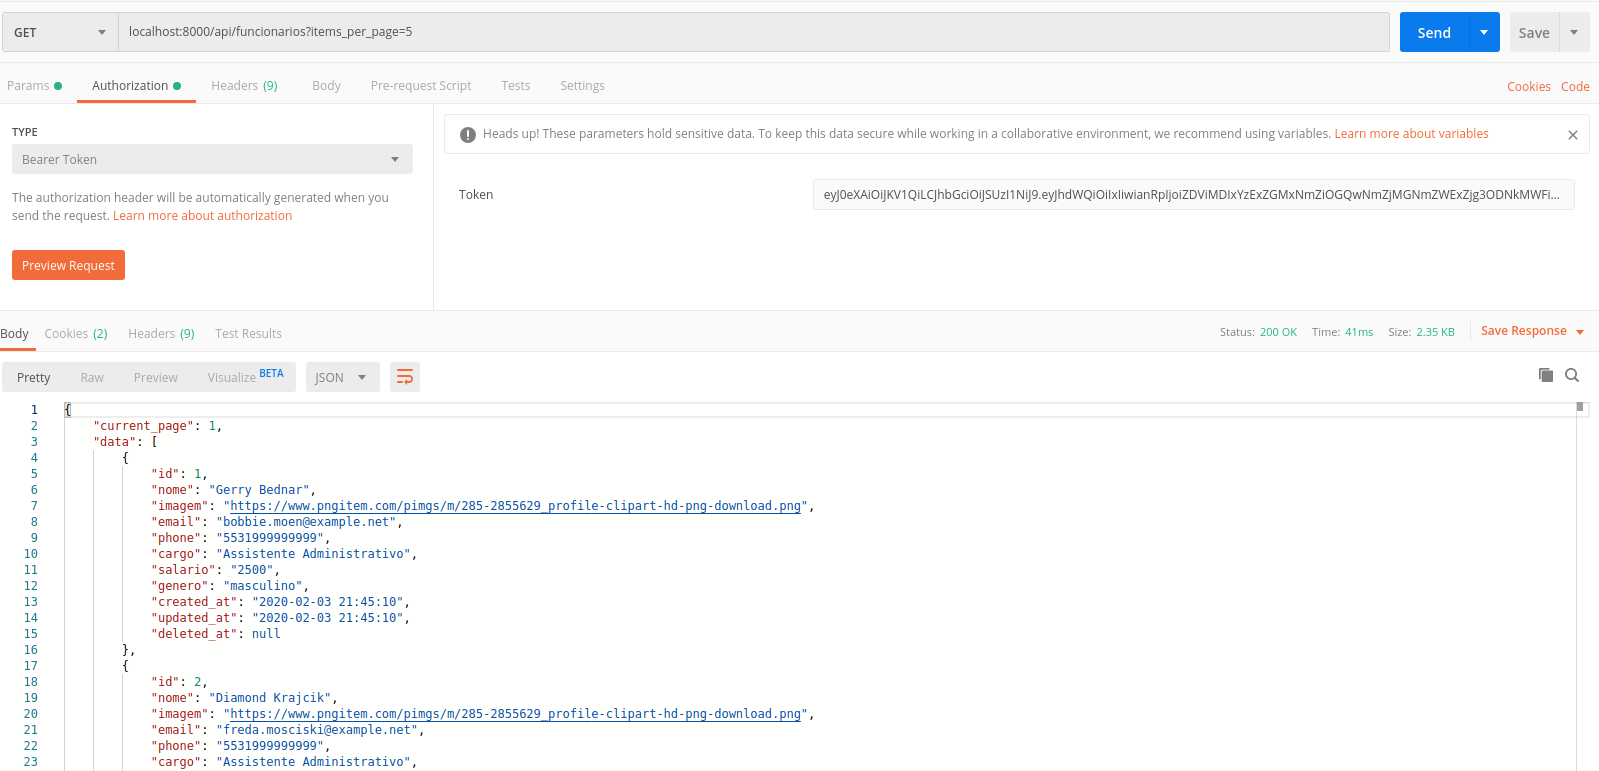 GET localhost:8000/api/funcionarios?items_per_page=5 Send Save
Params Authorization Headers (9) Body Pre-request Script Tests Settings Cookies Code
TYPE
Bearer Token
The authorization header will be automatically generated when you
send the request. Learn more about authorization
Preview Request
Heads up! These parameters hold sensitive data. To keep this data secure while working in a collaborative environment, we recommend using variables. Learn more about variables
Token eyJ0eXAiOiJKV1QiLCJhbGciOiJSUzI1NiJ9.eyJhdWQiOiIxIiwianRpIjoiZDViMDIxYzExZGMxNmZiOGQwNmZjMGNmZWExZjg3ODNkMWFi...
Body Cookies (2) Headers (9) Test Results Status: 200 OK Time: 41ms Size: 2.35 KB Save Response
Pretty Raw Preview Visualize BETA JSON
1 {
2 "current_page": 1,
3 "data": [
4 {
5 "id": 1,
6 "nome": "Gerry Bednar",
7 "imagem": "https://www.pngitem.com/pimgs/m/285-2855629_profile-clipart-hd-png-download.png",
8 "email": "bobbie.moen@example.net",
9 "phone": "5531999999999",
10 "cargo": "Assistente Administrativo",
11 "salario": "2500",
12 "genero": "masculino",
13 "created_at": "2020-02-03 21:45:10",
14 "updated_at": "2020-02-03 21:45:10",
15 "deleted_at": null
16 },
17 {
18 "id": 2,
19 "nome": "Diamond Krajcik",
20 "imagem": "https://www.pngitem.com/pimgs/m/285-2855629_profile-clipart-hd-png-download.png",
21 "email": "freda.mosciski@example.net",
22 "phone": "5531999999999",
23 "cargo": "Assistente Administrativo",